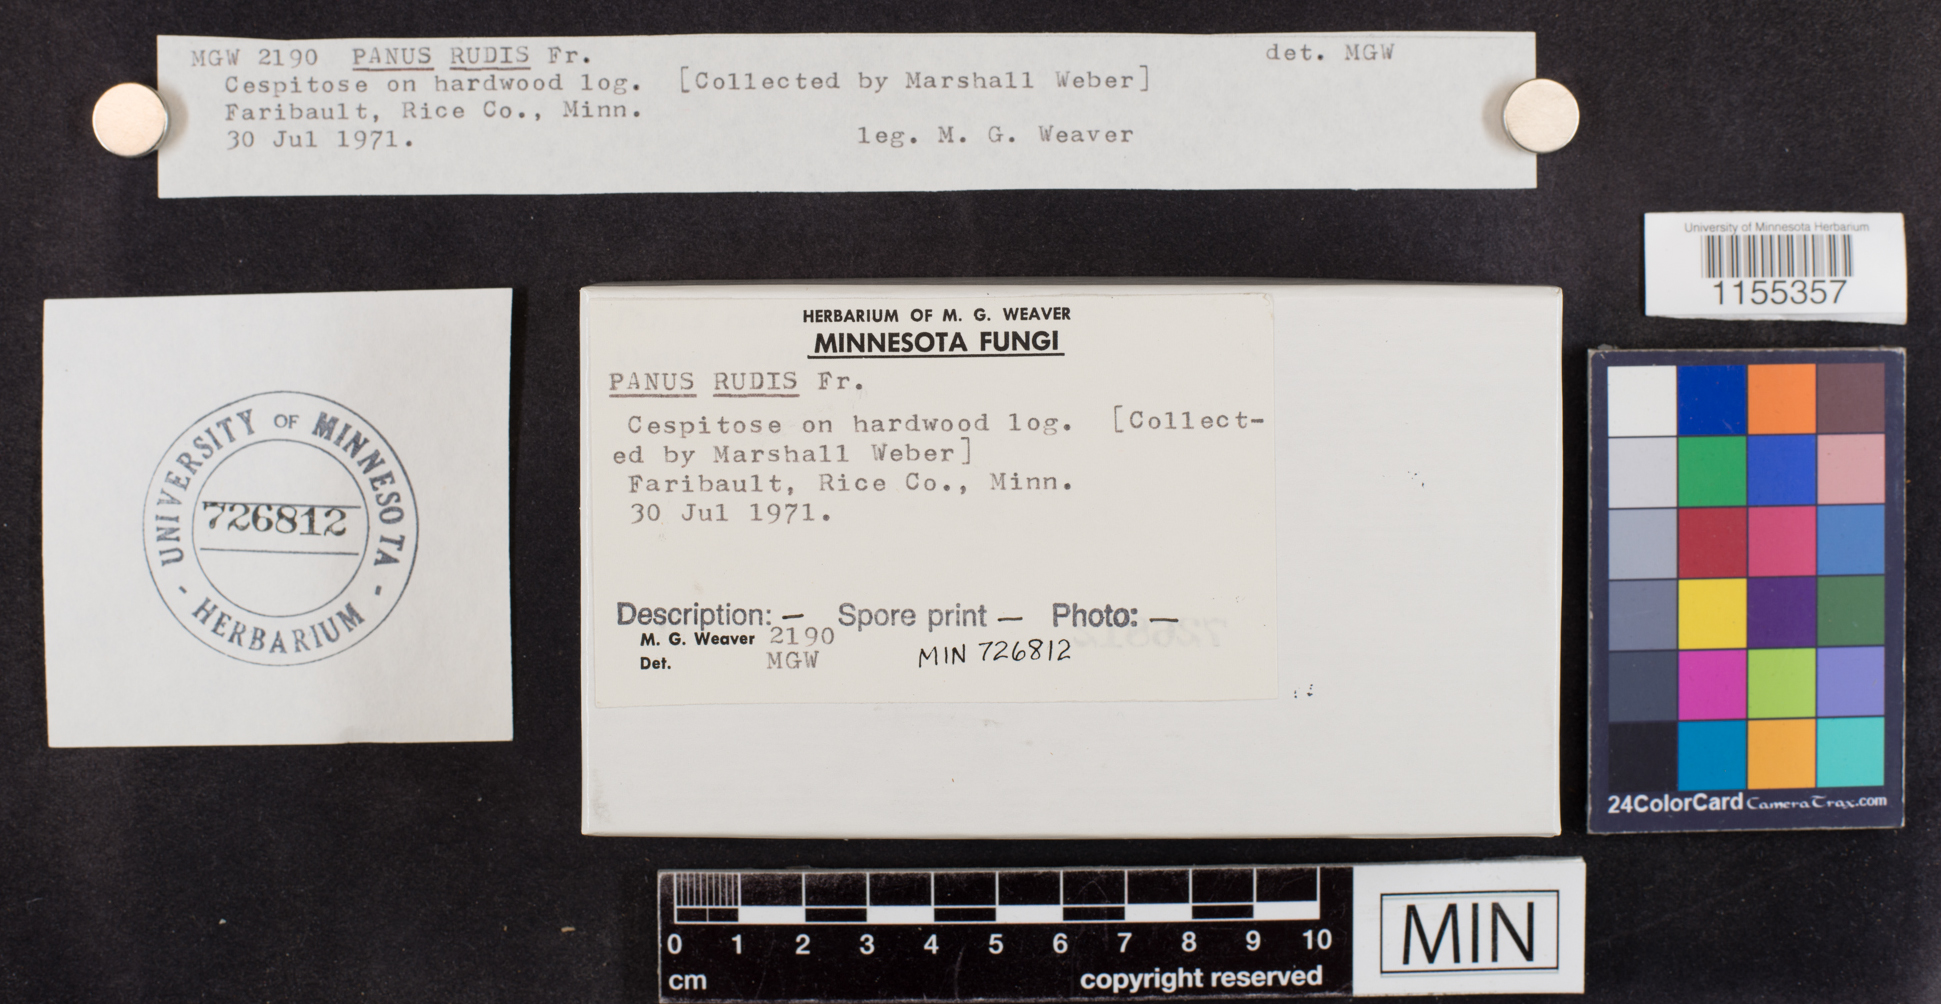 MGW 2190 PANUS RUDIS Fr. det. MGW
Cespitose on hardwood log. [Collected by Marshall Weber]
Faribault, Rice Co., Minn.
30 Jul 1971. leg. M. G. Weaver
University of Minnesota Herbarium
1155357
UNIVERSITY OF MINNESOTA
726812
- HERBARIUM -
HERBARIUM OF M. G. WEAVER
MINNESOTA FUNGI
PANUS RUDIS Fr.
Cespitose on hardwood log. [Collect-
ed by Marshall Weber]
Faribault, Rice Co., Minn.
30 Jul 1971.
Description: — Spore print — Photo: —
M. G. Weaver 2190
Det. MGW MIN 726812
24ColorCard CameraTrax.com
0 1 2 3 4 5 6 7 8 9 10
cm copyright reserved
MIN